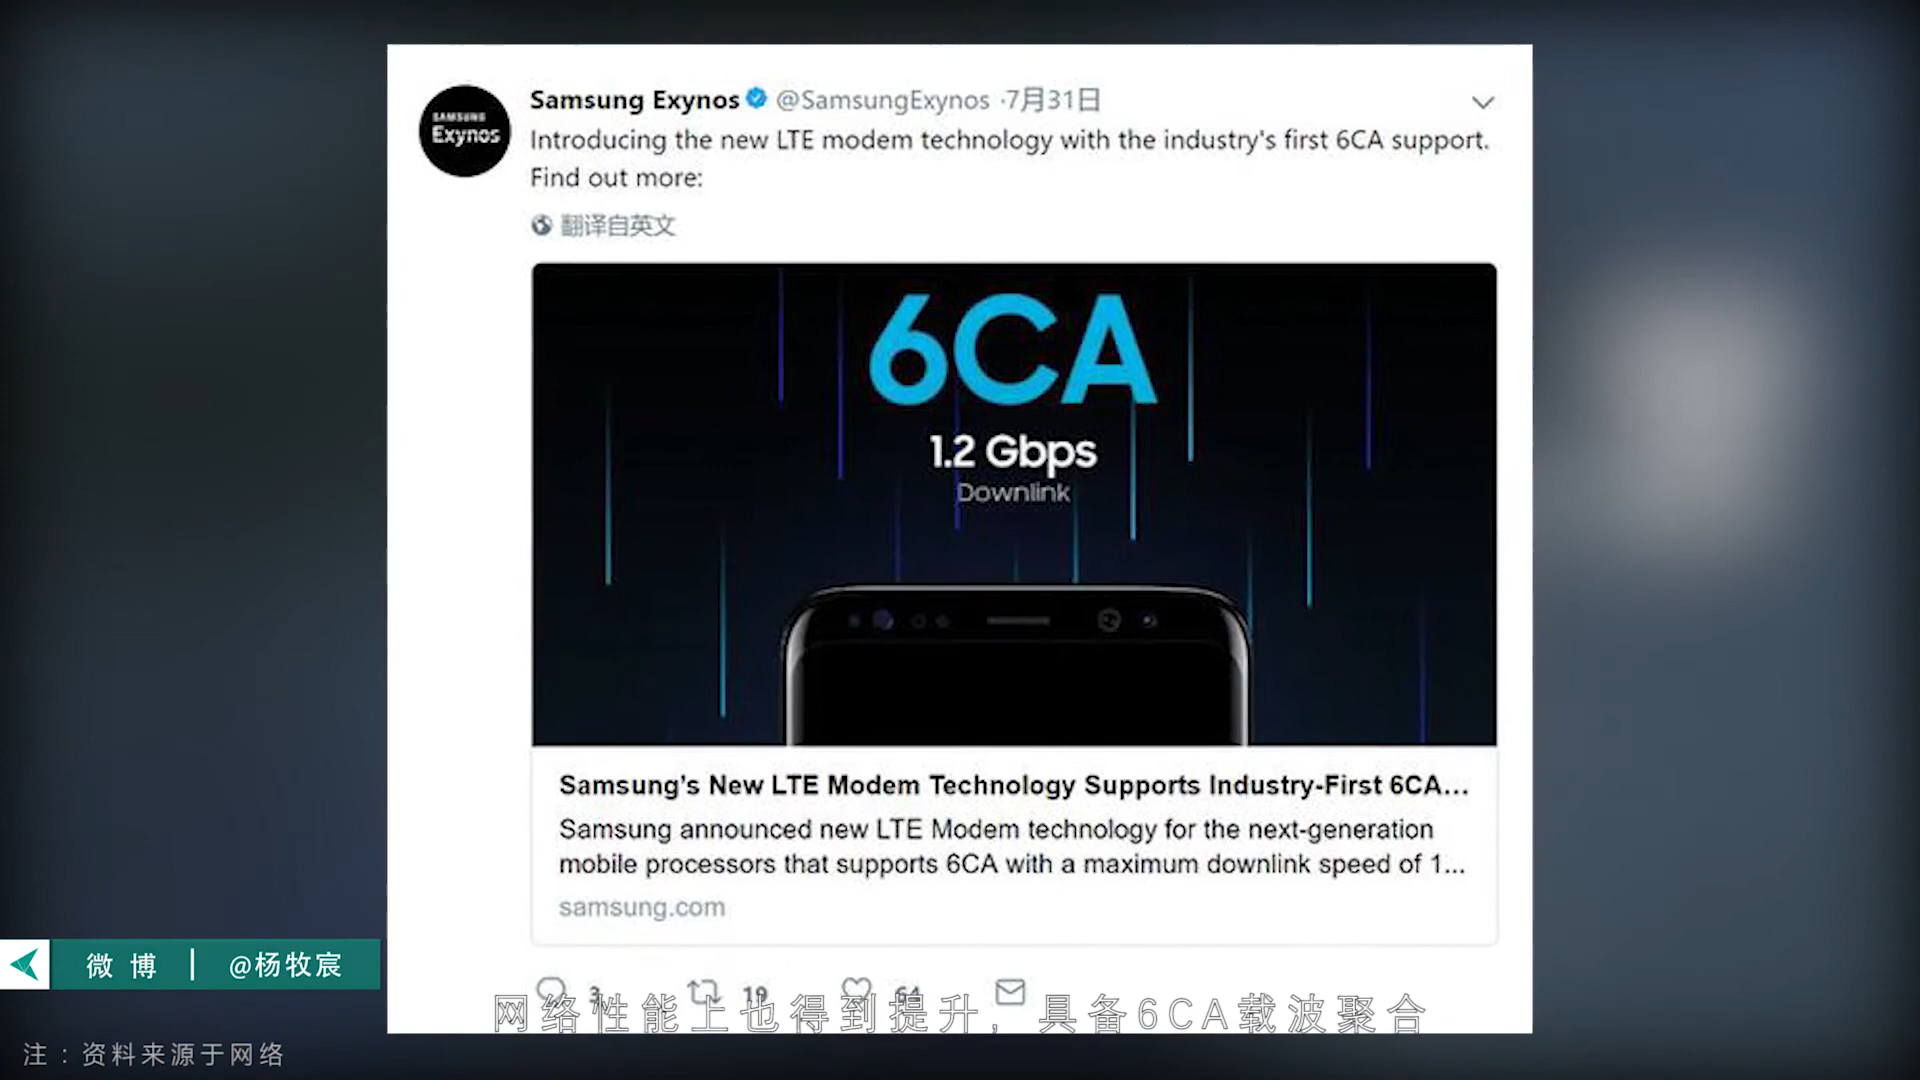 Samsung Exynos @SamsungExynos ·7月31日
SAMSUNG
Exynos
Introducing the new LTE modem technology with the industry's first 6CA support.
Find out more:
翻译自英文
6CA
1.2 Gbps
Downlink
Samsung's New LTE Modem Technology Supports Industry-First 6CA...
Samsung announced new LTE Modem technology for the next-generation
mobile processors that supports 6CA with a maximum downlink speed of 1...
samsung.com
微博 | @杨牧宸
3 19 64
网络性能上也得到提升，具备6CA载波聚合
注：资料来源于网络